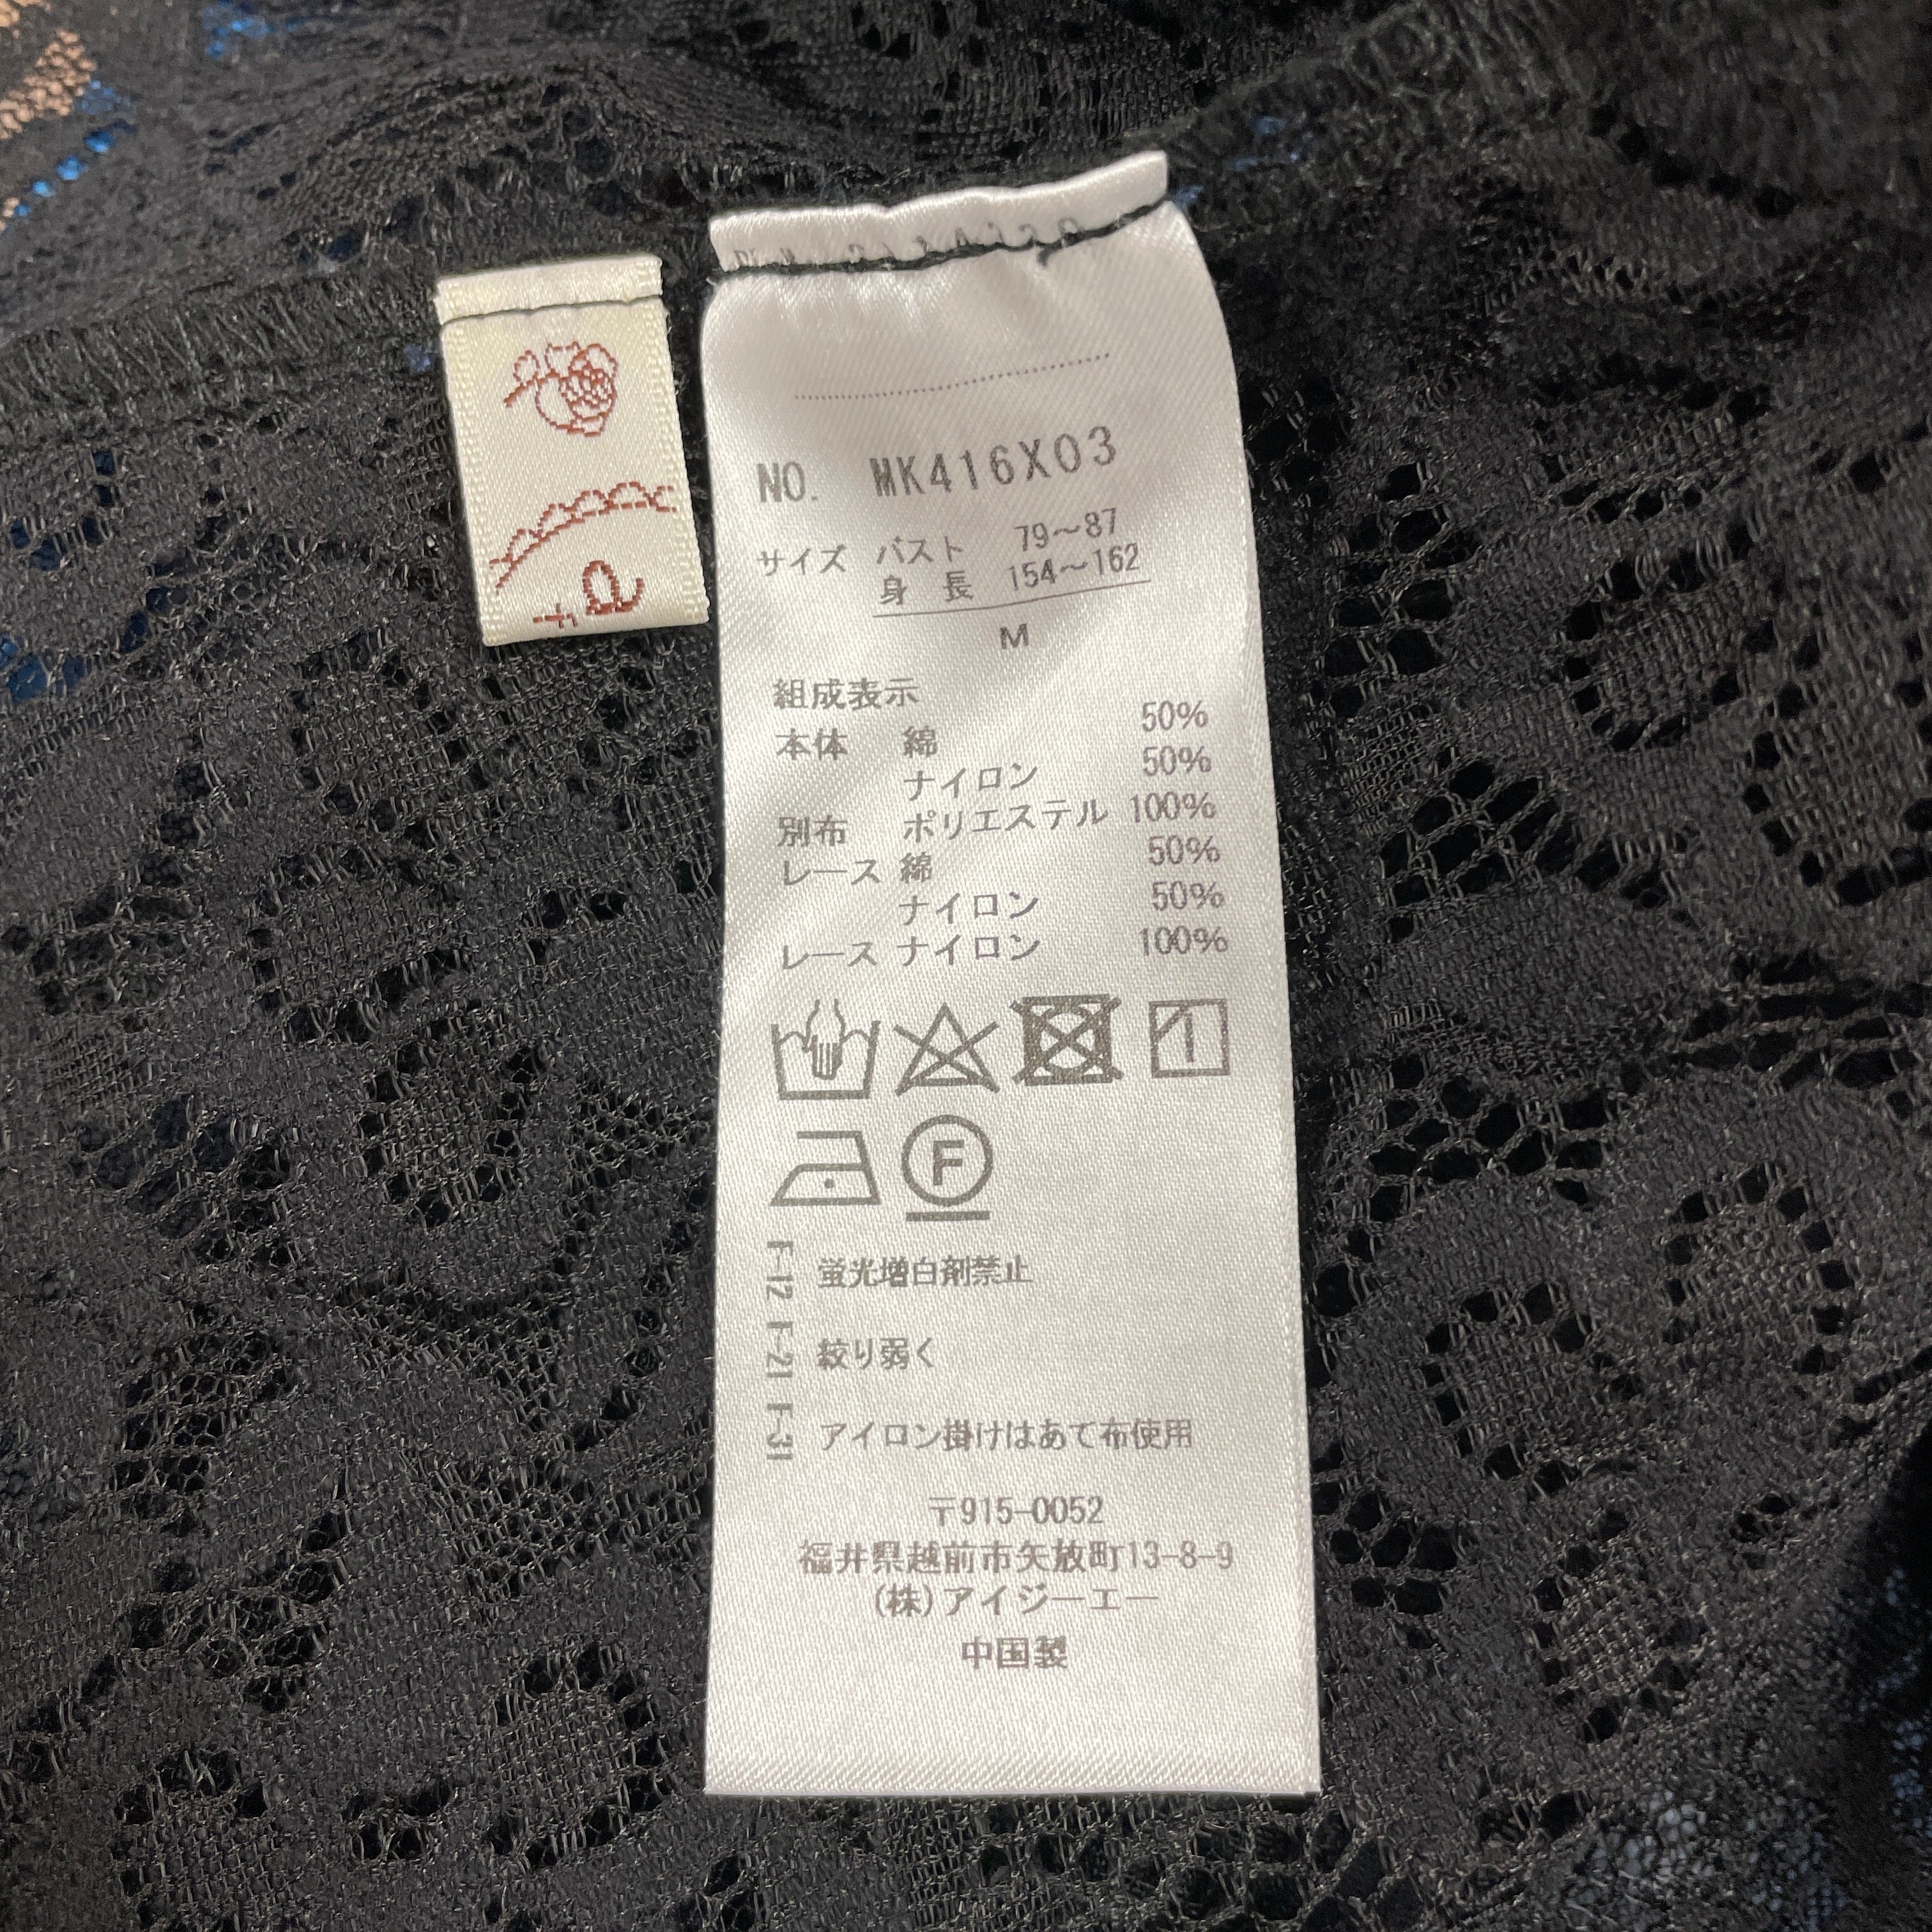 NO. MK416X03
サイズ バスト 79～87
身長 154～162
M
組成表示
本体 綿 50%
ナイロン 50%
別布 ポリエステル 100%
レース 綿 50%
ナイロン 50%
レース ナイロン 100%
F
F-12 蛍光増白剤禁止
F-21 絞り弱く
F-31 アイロン掛けはあて布使用
〒915-0052
福井県越前市矢放町13-8-9
(株)アイジーエー
中国製